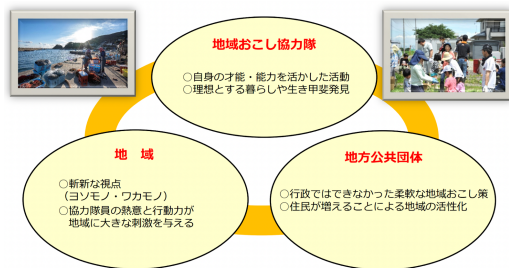 地域おこし協力隊
○自身の才能・能力を活かした活動
○理想とする暮らしや生き甲斐発見
地　域
○斬新な視点
（ヨソモノ・ワカモノ）
○協力隊員の熱意と行動力が
地域に大きな刺激を与える
地方公共団体
○行政ではできなかった柔軟な地域おこし策
○住民が増えることによる地域の活性化